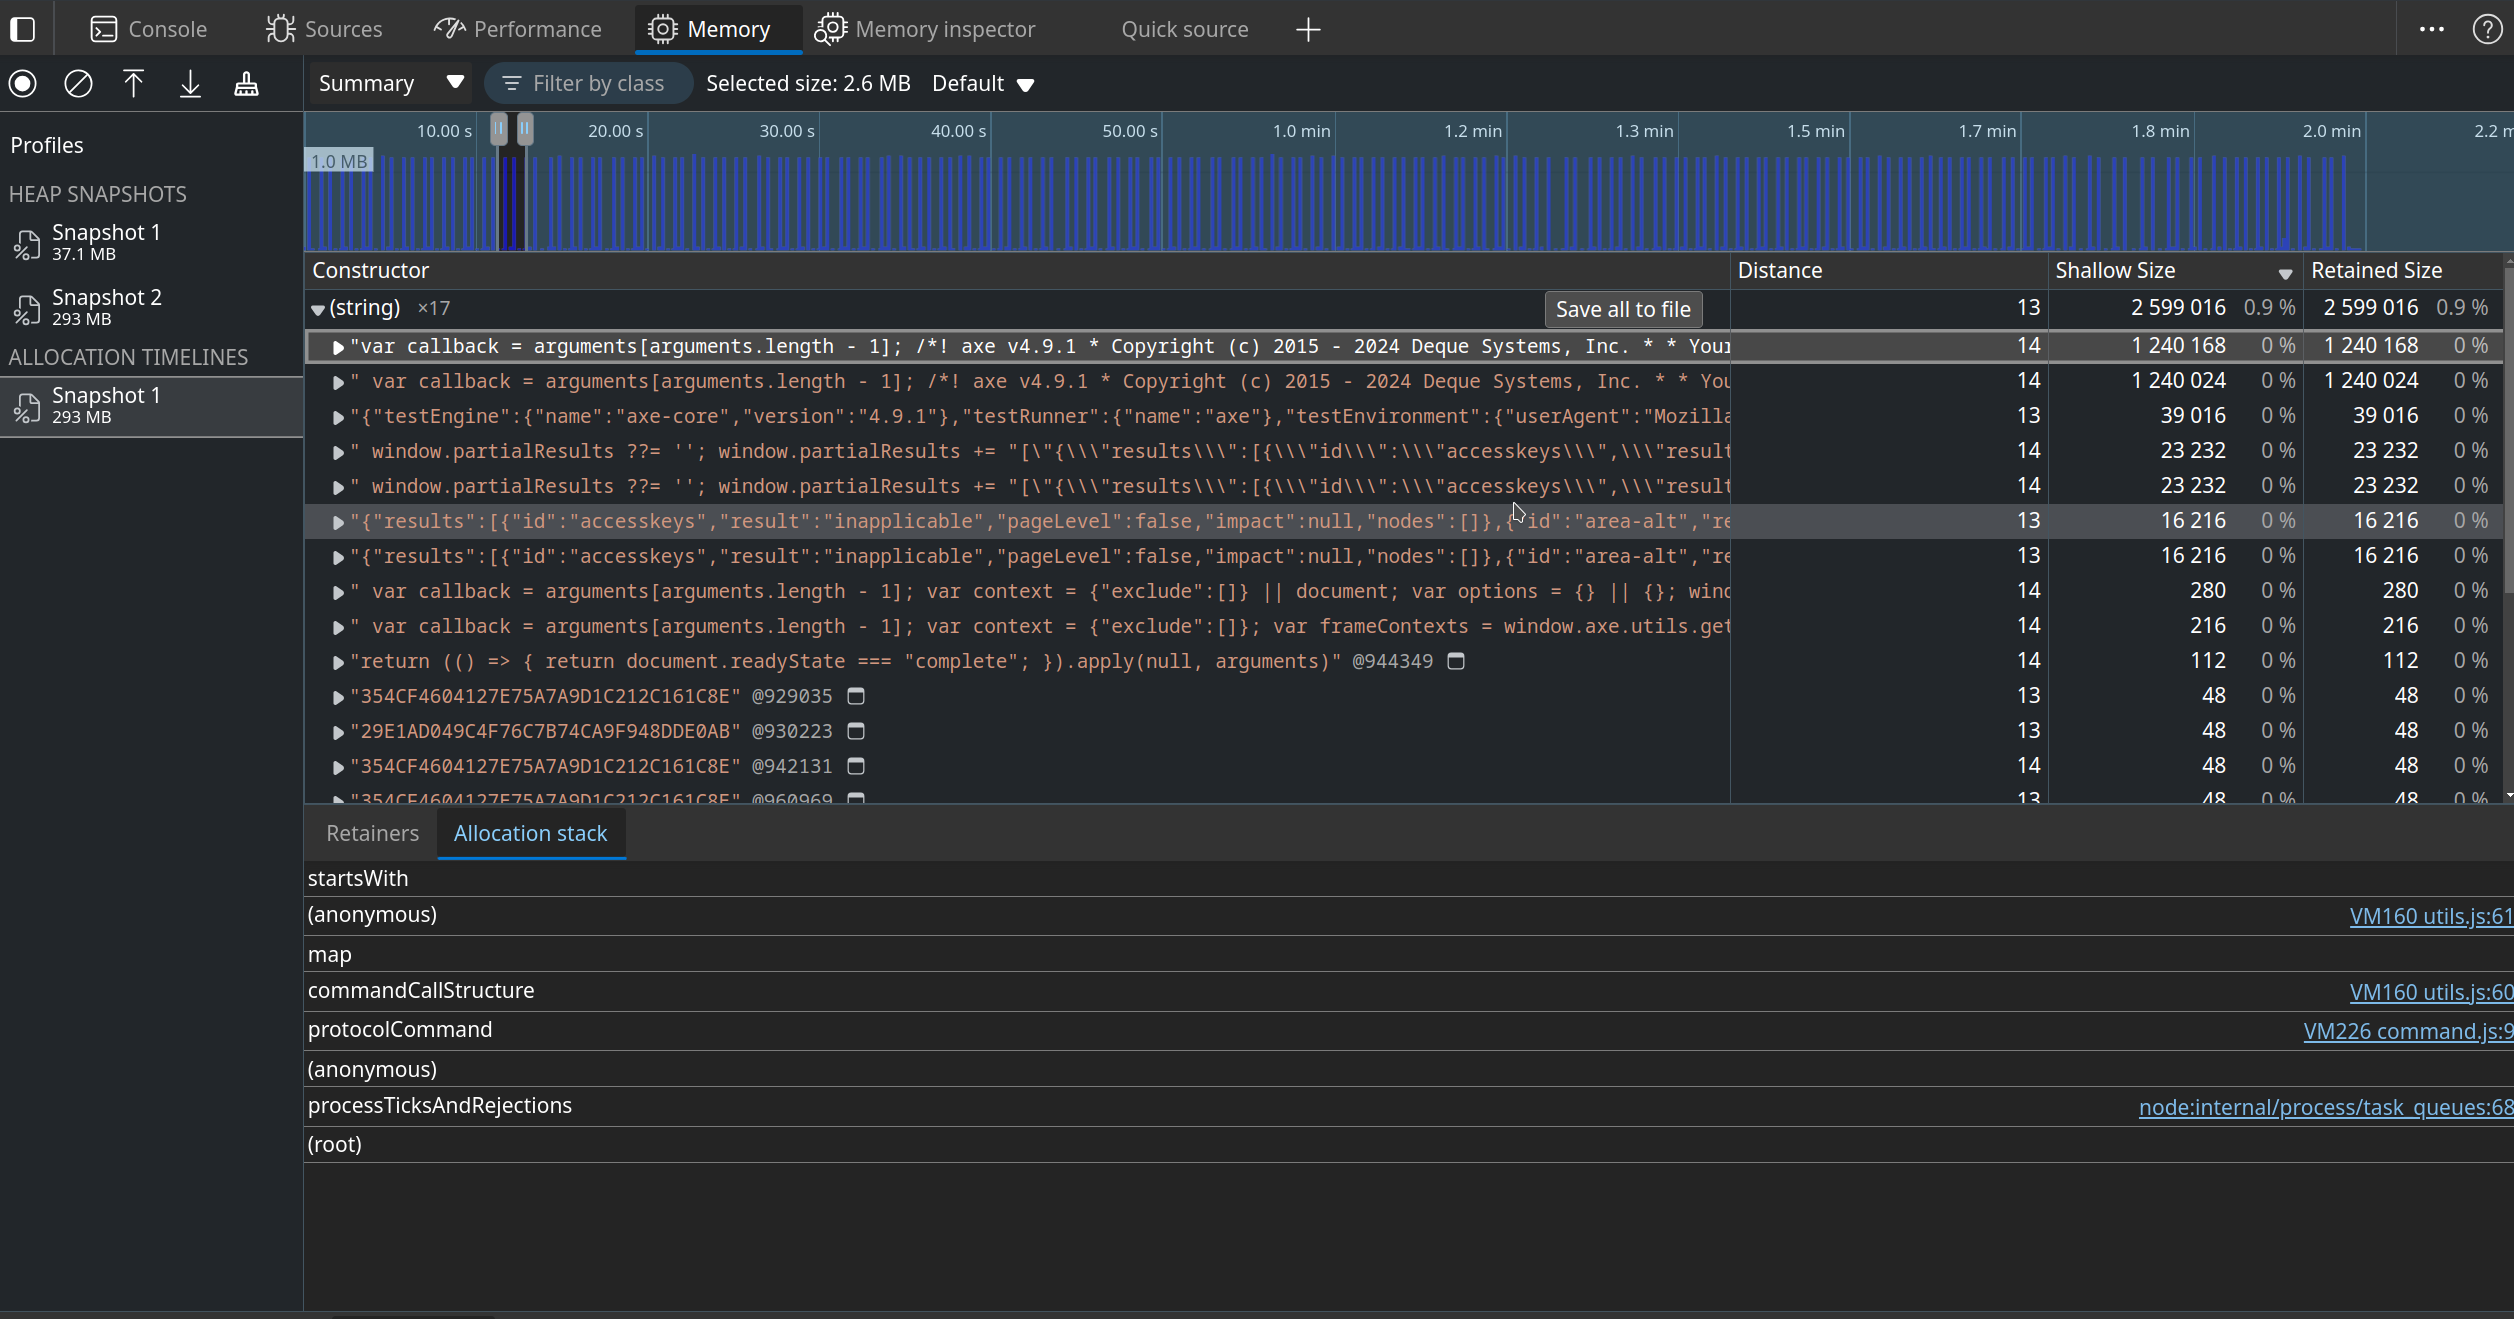 Console Sources Performance Memory Memory inspector Quick source
Summary Filter by class Selected size: 2.6 MB Default
Profiles
HEAP SNAPSHOTS
Snapshot 1
37.1 MB
Snapshot 2
293 MB
ALLOCATION TIMELINES
Snapshot 1
293 MB
10.00 s 20.00 s 30.00 s 40.00 s 50.00 s 1.0 min 1.2 min 1.3 min 1.5 min 1.7 min 1.8 min 2.0 min 2.2 m
1.0 MB
Constructor Distance Shallow Size Retained Size
(string) ×17 Save all to file 13 2 599 016 0.9 % 2 599 016 0.9 %
"var callback = arguments[arguments.length - 1]; /*! axe v4.9.1 * Copyright (c) 2015 - 2024 Deque Systems, Inc. * * Your 14 1 240 168 0 % 1 240 168 0 %
" var callback = arguments[arguments.length - 1]; /*! axe v4.9.1 * Copyright (c) 2015 - 2024 Deque Systems, Inc. * * You 14 1 240 024 0 % 1 240 024 0 %
"{"testEngine":{"name":"axe-core","version":"4.9.1"},"testRunner":{"name":"axe"},"testEnvironment":{"userAgent":"Mozilla 13 39 016 0 % 39 016 0 %
" window.partialResults ??= ''; window.partialResults += "[\"{\\\"results\\\":[{\\\"id\\\":\\\"accesskeys\\\",\\\"result 14 23 232 0 % 23 232 0 %
" window.partialResults ??= ''; window.partialResults += "[\"{\\\"results\\\":[{\\\"id\\\":\\\"accesskeys\\\",\\\"result 14 23 232 0 % 23 232 0 %
"{"results":[{"id":"accesskeys","result":"inapplicable","pageLevel":false,"impact":null,"nodes":[]},{"id":"area-alt","re 13 16 216 0 % 16 216 0 %
"{"results":[{"id":"accesskeys","result":"inapplicable","pageLevel":false,"impact":null,"nodes":[]},{"id":"area-alt","re 13 16 216 0 % 16 216 0 %
" var callback = arguments[arguments.length - 1]; var context = {"exclude":[]} || document; var options = {} || {}; wind 14 280 0 % 280 0 %
" var callback = arguments[arguments.length - 1]; var context = {"exclude":[]}; var frameContexts = window.axe.utils.get 14 216 0 % 216 0 %
"return (() => { return document.readyState === "complete"; }).apply(null, arguments)" @944349 14 112 0 % 112 0 %
"354CF4604127E75A7A9D1C212C161C8E" @929035 13 48 0 % 48 0 %
"29E1AD049C4F76C7B74CA9F948DDE0AB" @930223 13 48 0 % 48 0 %
"354CF4604127E75A7A9D1C212C161C8E" @942131 14 48 0 % 48 0 %
"354CF4604127E75A7A9D1C212C161C8E" @960969 13 48 0 % 48 0 %
Retainers Allocation stack
startsWith
(anonymous) VM160 utils.js:61
map
commandCallStructure VM160 utils.js:60
protocolCommand VM226 command.js:9
(anonymous)
processTicksAndRejections node:internal/process/task_queues:68
(root)